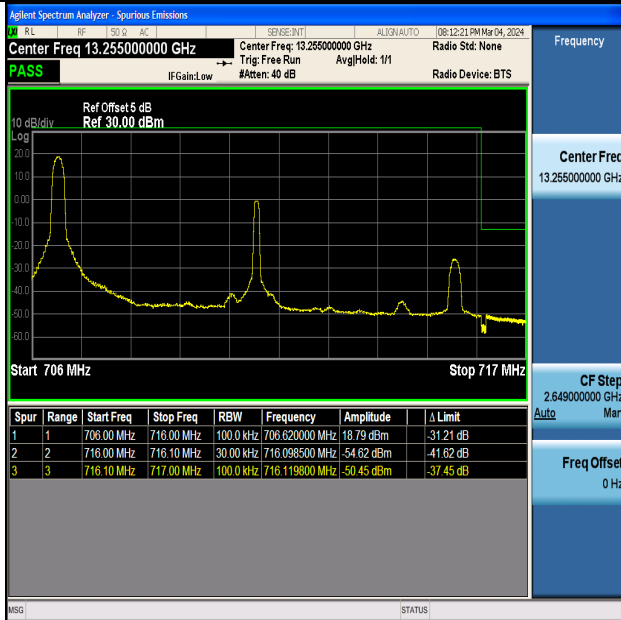 Agilent Spectrum Analyzer - Spurious Emissions
RL RF 50 Ω AC SENSE:INT ALIGN AUTO 08:12:21 PM Mar 04, 2024
Center Freq 13.255000000 GHz
Center Freq: 13.255000000 GHz
Radio Std: None
Trig: Free Run Avg|Hold: 1/1
PASS
IFGain:Low
#Atten: 40 dB
Radio Device: BTS
Ref Offset 5 dB
10 dB/div Ref 30.00 dBm
Log
20.0
10.0
0.00
-10.0
-20.0
-30.0
-40.0
-50.0
-60.0
Start 706 MHz Stop 717 MHz
Spur Range Start Freq Stop Freq RBW Frequency Amplitude Δ Limit
1 1 706.00 MHz 716.00 MHz 100.0 kHz 706.620000 MHz 18.79 dBm -31.21 dB
2 2 716.00 MHz 716.10 MHz 30.00 kHz 716.098500 MHz -54.62 dBm -41.62 dB
3 3 716.10 MHz 717.00 MHz 100.0 kHz 716.119800 MHz -50.45 dBm -37.45 dB
Frequency
Center Freq
13.255000000 GHz
CF Step
2.649000000 GHz
Auto Man
Freq Offset
0 Hz
MSG STATUS